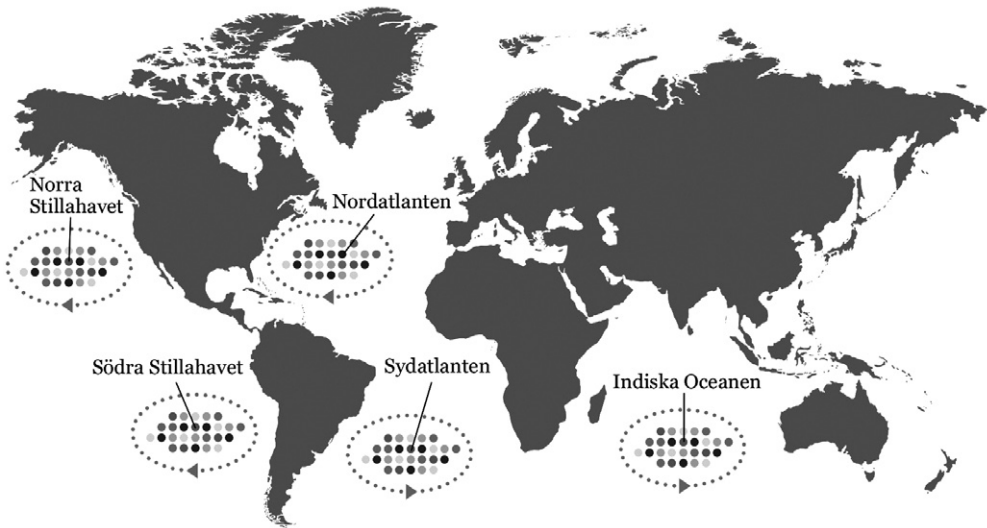 Norra
Stillahavet
Nordatlanten
Södra Stillahavet
Sydatlanten
Indiska Oceanen